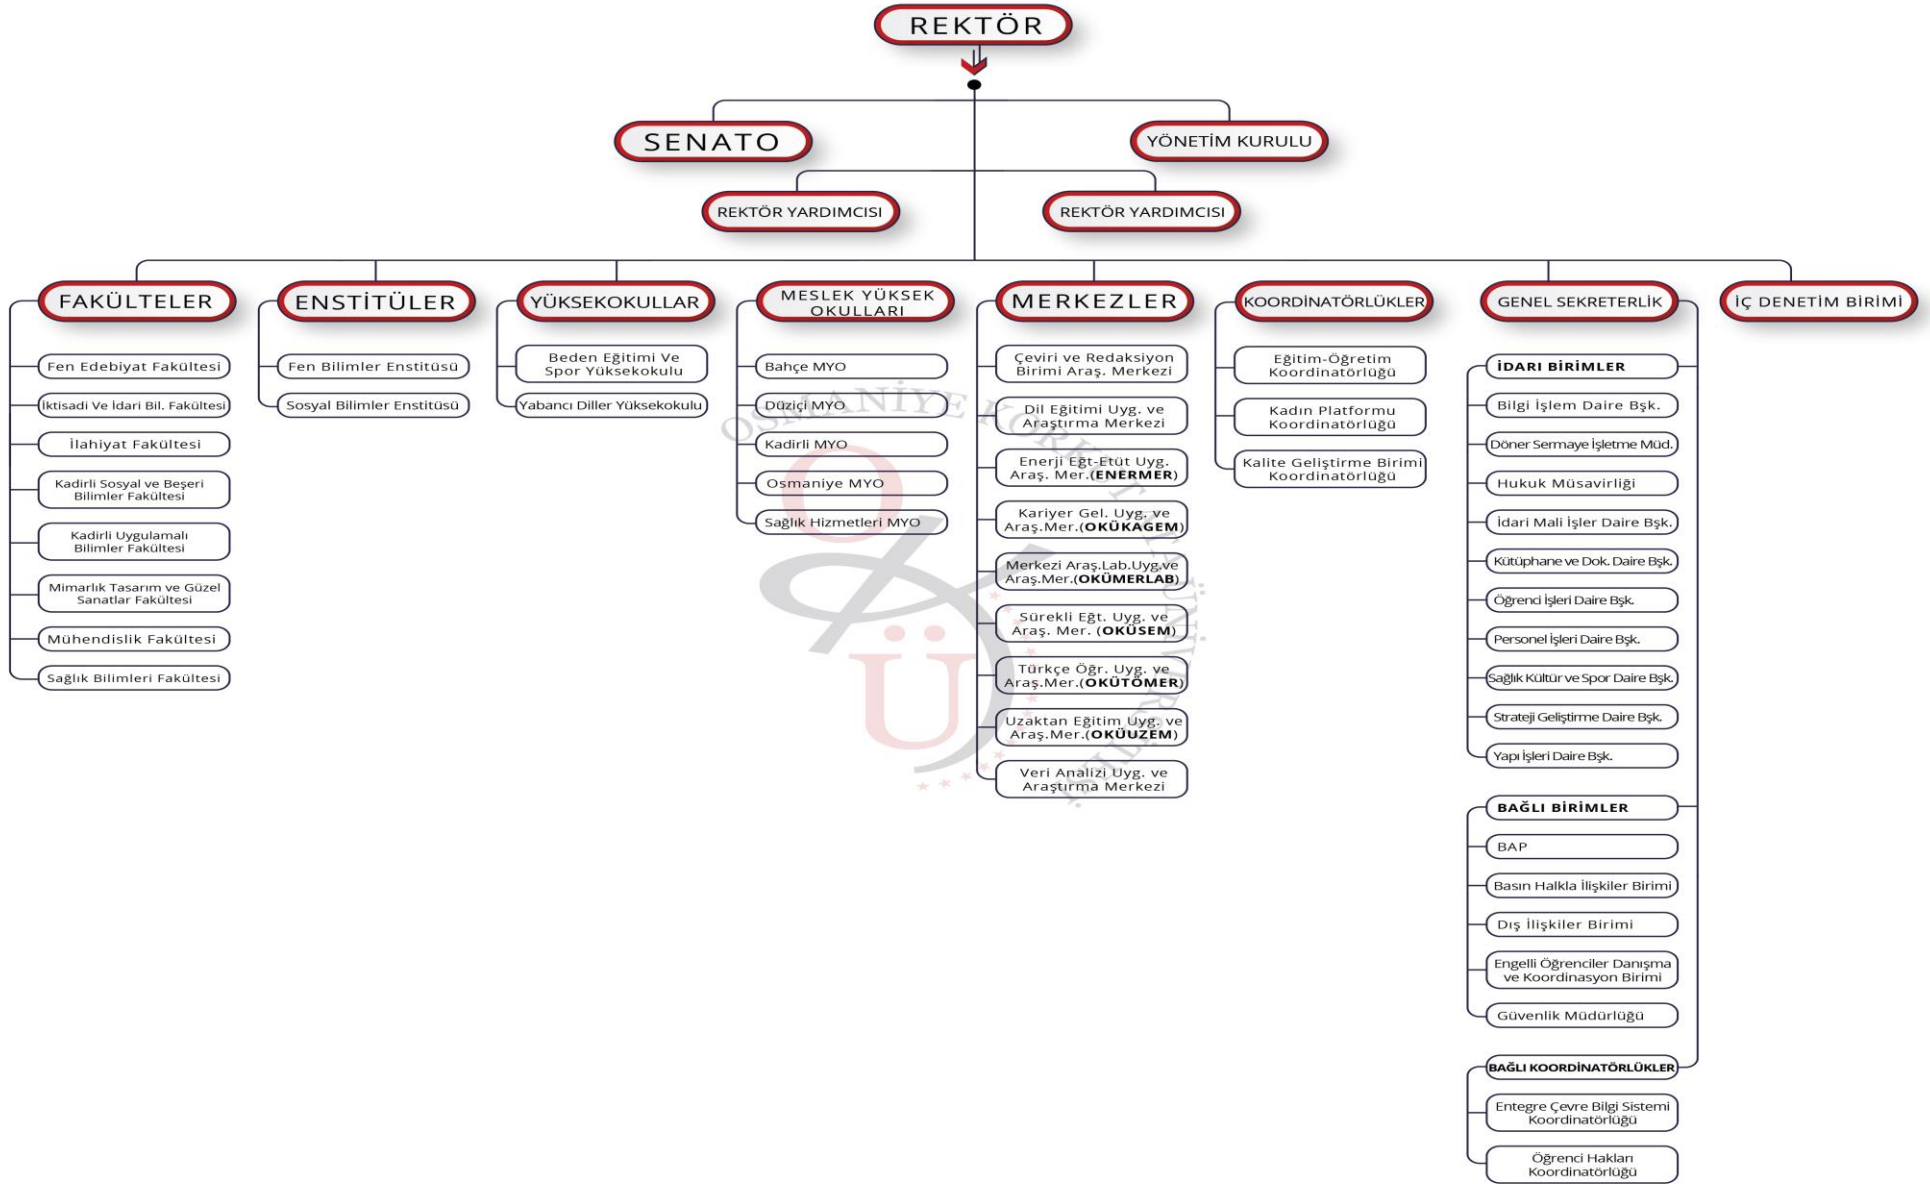 REKTÖR
SENATO
YÖNETİM KURULU
REKTÖR YARDIMCISI
REKTÖR YARDIMCISI
FAKÜLTELER
Fen Edebiyat Fakültesi
İktisadi Ve İdari Bil. Fakültesi
İlahiyat Fakültesi
Kadirli Sosyal ve Beşeri
Bilimler Fakültesi
Kadirli Uygulamalı
Bilimler Fakültesi
Mimarlık Tasarım ve Güzel
Sanatlar Fakültesi
Mühendislik Fakültesi
Sağlık Bilimleri Fakültesi
ENSTİTÜLER
Fen Bilimler Enstitüsü
Sosyal Bilimler Enstitüsü
YÜKSEKOKULLAR
Beden Eğitimi Ve
Spor Yüksekokulu
Yabancı Diller Yüksekokulu
MESLEK YÜKSEK
OKULLARI
Bahçe MYO
Düziçi MYO
Kadirli MYO
Osmaniye MYO
Sağlık Hizmetleri MYO
MERKEZLER
Çeviri ve Redaksiyon
Birimi Araş. Merkezi
Dil Eğitimi Uyg. ve
Araştırma Merkezi
Enerji Eğt-Etüt Uyg.
Araş. Mer.(ENERMER)
Kariyer Gel. Uyg. ve
Araş.Mer.(OKÜKAGEM)
Merkezi Araş.Lab.Uyg.ve
Araş.Mer.(OKÜMERLAB)
Sürekli Eğt. Uyg. ve
Araş. Mer. (OKÜSEM)
Türkçe Öğr. Uyg. ve
Araş.Mer.(OKÜTÖMER)
Uzaktan Eğitim Uyg. ve
Araş.Mer.(OKÜUZEM)
Veri Analizi Uyg. ve
Araştırma Merkezi
KOORDİNATÖRLÜKLER
Eğitim-Öğretim
Koordinatörlüğü
Kadın Platformu
Koordinatörlüğü
Kalite Geliştirme Birimi
Koordinatörlüğü
GENEL SEKRETERLİK
İDARI BİRİMLER
Bilgi İşlem Daire Bşk.
Döner Sermaye İşletme Müd.
Hukuk Müsavirliği
İdari Mali İşler Daire Bşk.
Kütüphane ve Dok. Daire Bşk.
Öğrenci İşleri Daire Bşk.
Personel İşleri Daire Bşk.
Sağlık Kültür ve Spor Daire Bşk.
Strateji Geliştirme Daire Bşk.
Yapı İşleri Daire Bşk.
BAĞLI BİRİMLER
BAP
Basın Halkla İlişkiler Birimi
Dış İlişkiler Birimi
Engelli Öğrenciler Danışma
ve Koordinasyon Birimi
Güvenlik Müdürlüğü
BAĞLI KOORDİNATÖRLÜKLER
Entegre Çevre Bilgi Sistemi
Koordinatörlüğü
Öğrenci Hakları
Koordinatörlüğü
İÇ DENETİM BİRİMİ
OSMANİYE KORKUT ATA ÜNİVERSİTESİ
OKÜ